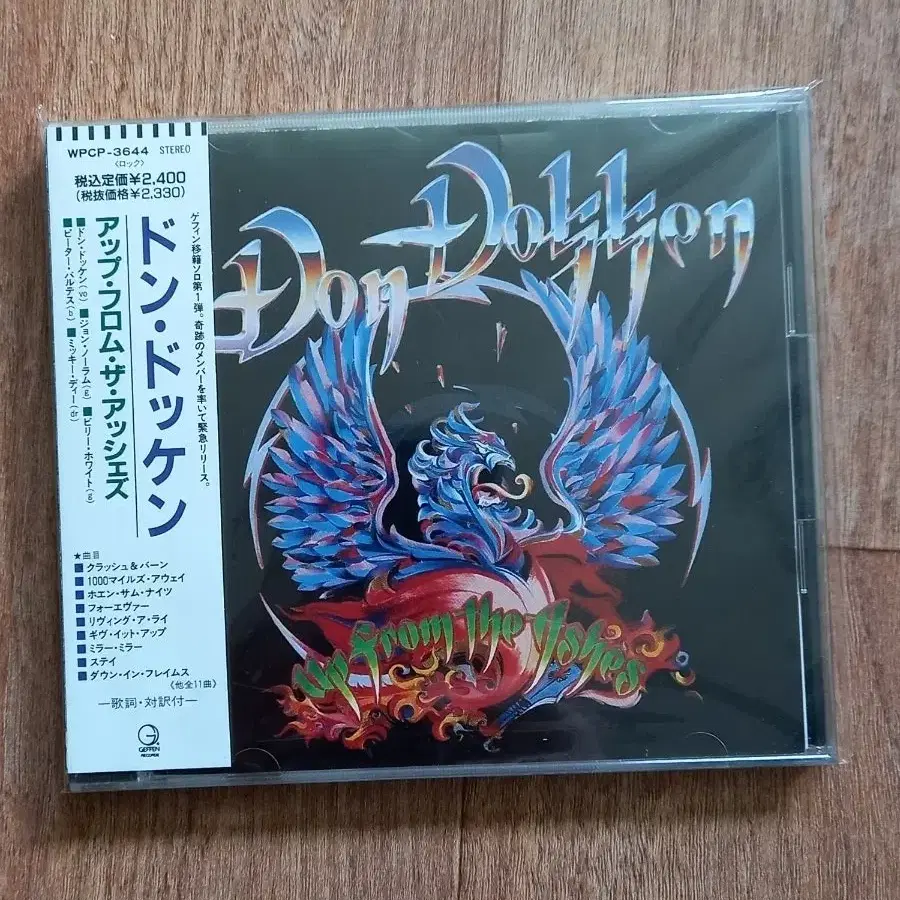 WPCP-3644 STEREO
〈ロック〉
税込定価¥2,400
(税抜価格¥2,330)
ゲフィン移籍ソロ第1弾。奇跡のメンバーを率いて緊急リリース。
ドン・ドッケン
アップ・フロム・ザ・アッシェズ
■ドン・ドッケン(vo) ■ジョン・ノーラム(g) ■ビリー・ホワイト(g)
■ピーター・バルテス(b) ■ミッキー・ディー(dr)
★曲目
■クラッシュ&バーン
■1000マイルズ・アウェイ
■ホエン・サム・ナイツ
■フォーエヴァー
■リヴィング・ア・ライ
■ギヴ・イット・アップ
■ミラー・ミラー
■ステイ
■ダウン・イン・フレイムス
《他全11曲》
—歌詞・対訳付—
GEFFEN
RECORDS
Don Dokken
Up From the Ashes